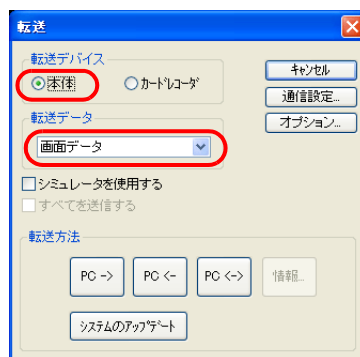 転送
転送デバイス
本体
カードレコーダ
キャンセル
通信設定...
オプション...
転送データ
画面データ
シミュレータを使用する
すべてを送信する
転送方法
PC ->
PC <-
PC <->
情報...
システムのアップデート